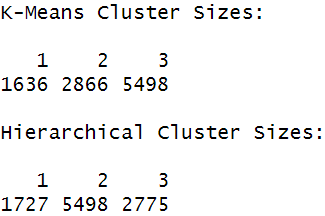 K-Means Cluster Sizes:
1 2 3
1636 2866 5498
Hierarchical Cluster Sizes:
1 2 3
1727 5498 2775